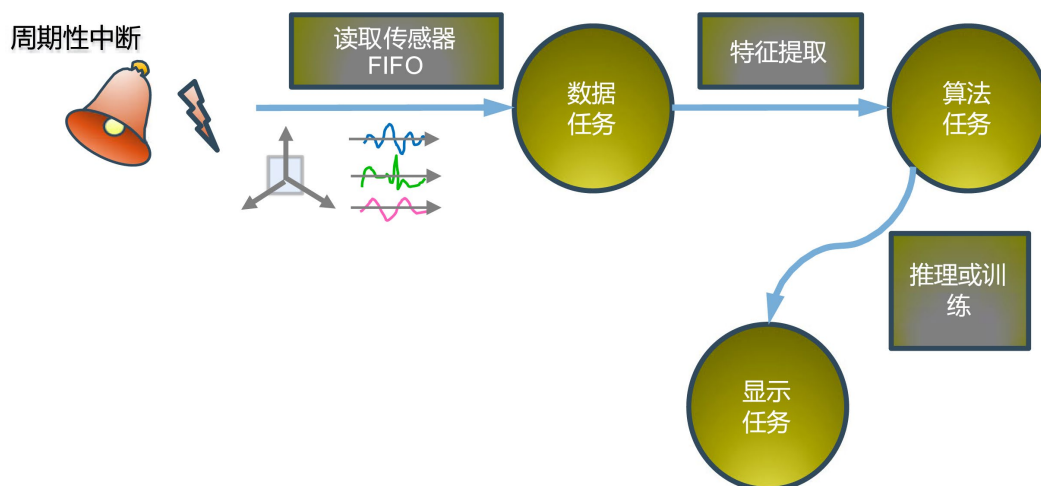 周期性中断
读取传感器
FIFO
数据
任务
特征提取
算法
任务
推理或训
练
显示
任务